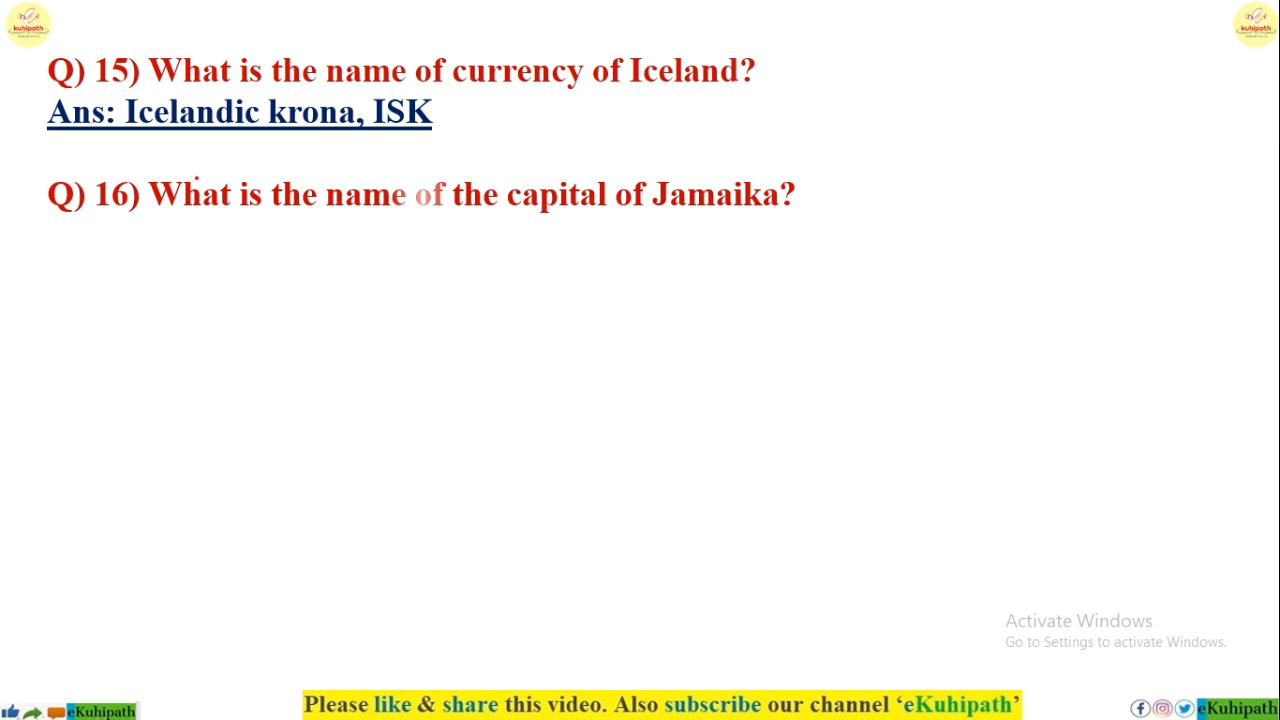 kuhipath
kuhipath
Q) 15) What is the name of currency of Iceland?
Ans: Icelandic krona, ISK
Q) 16) What is the name of the capital of Jamaika?
Activate Windows
Go to Settings to activate Windows.
eKuhipath
Please like & share this video. Also subscribe our channel ‘eKuhipath’
eKuhipath